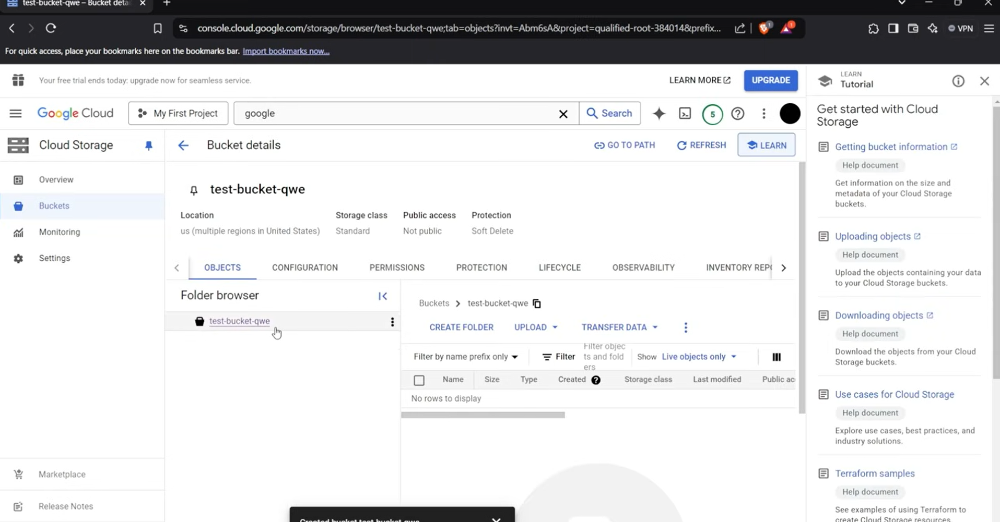 test-bucket-qwe – Bucket detai
console.cloud.google.com/storage/browser/test-bucket-qwe;tab=objects?invt=Abm6sA&project=qualified-root-384014&prefix...
1
1
VPN
For quick access, place your bookmarks here on the bookmarks bar. Import bookmarks now...
Your free trial ends today: upgrade now for seamless service.
LEARN MORE
UPGRADE
Google Cloud
My First Project
google
Search
5
Cloud Storage
Overview
Buckets
Monitoring
Settings
Marketplace
Release Notes
Bucket details
GO TO PATH
REFRESH
LEARN
test-bucket-qwe
Location
us (multiple regions in United States)
Storage class
Standard
Public access
Not public
Protection
Soft Delete
OBJECTS
CONFIGURATION
PERMISSIONS
PROTECTION
LIFECYCLE
OBSERVABILITY
INVENTORY REPO
Folder browser
test-bucket-qwe
Buckets > test-bucket-qwe
CREATE FOLDER
UPLOAD
TRANSFER DATA
Filter by name prefix only
Filter
Filter objec
ts and fold
ers
Show Live objects only
Name
Size
Type
Created
Storage class
Last modified
Public ac
No rows to display
Created bucket test-bucket-qwe
LEARN
Tutorial
Get started with Cloud
Storage
Getting bucket information
Help document
Get information on the size and
metadata of your Cloud Storage
buckets.
Uploading objects
Help document
Upload the objects containing your data
to your Cloud Storage buckets.
Downloading objects
Help document
Download the objects from your Cloud
Storage buckets.
Use cases for Cloud Storage
Help document
Explore use cases, best practices, and
industry solutions.
Terraform samples
Help document
See examples of using Terraform to
create Cloud Storage resources